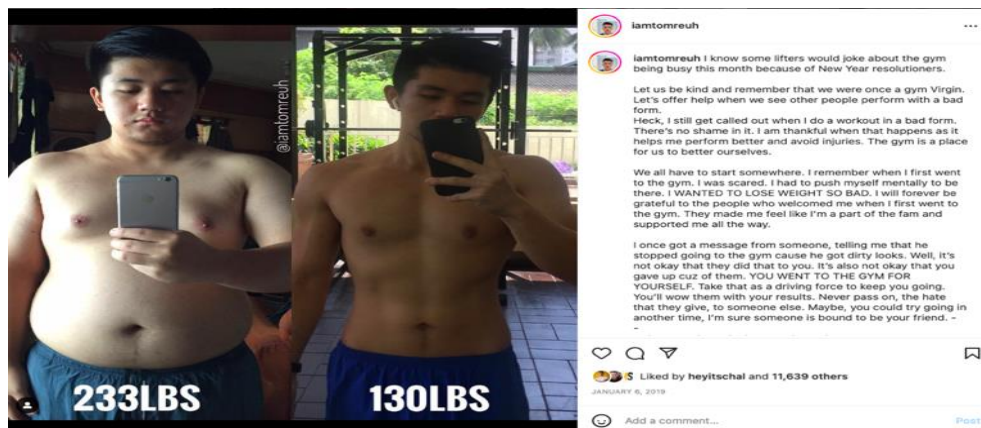 iamtomreuh
iamtomreuh I know some lifters would joke about the gym
being busy this month because of New Year resolutioners.
Let us be kind and remember that we were once a gym Virgin.
Let's offer help when we see other people perform with a bad
form.
Heck, I still get called out when I do a workout in a bad form.
There's no shame in it. I am thankful when that happens as it
helps me perform better and avoid injuries. The gym is a place
for us to better ourselves.
We all have to start somewhere. I remember when I first went
to the gym. I was scared. I had to push myself mentally to be
there. I WANTED TO LOSE WEIGHT SO BAD. I will forever be
grateful to the people who welcomed me when I first went to
the gym. They made me feel like I'm a part of the fam and
supported me all the way.
I once got a message from someone, telling me that he
stopped going to the gym cause he got dirty looks. Well, it's
not okay that they did that to you. It's also not okay that you
gave up cuz of them. YOU WENT TO THE GYM FOR
YOURSELF. Take that as a driving force to keep you going.
You'll wow them with your results. Never pass on, the hate
that they give, to someone else. Maybe, you could try going in
another time, I'm sure someone is bound to be your friend. -
-
Liked by heyitschal and 11,639 others
JANUARY 6, 2019
Add a comment...
Post
@iamtomreuh
233LBS
130LBS